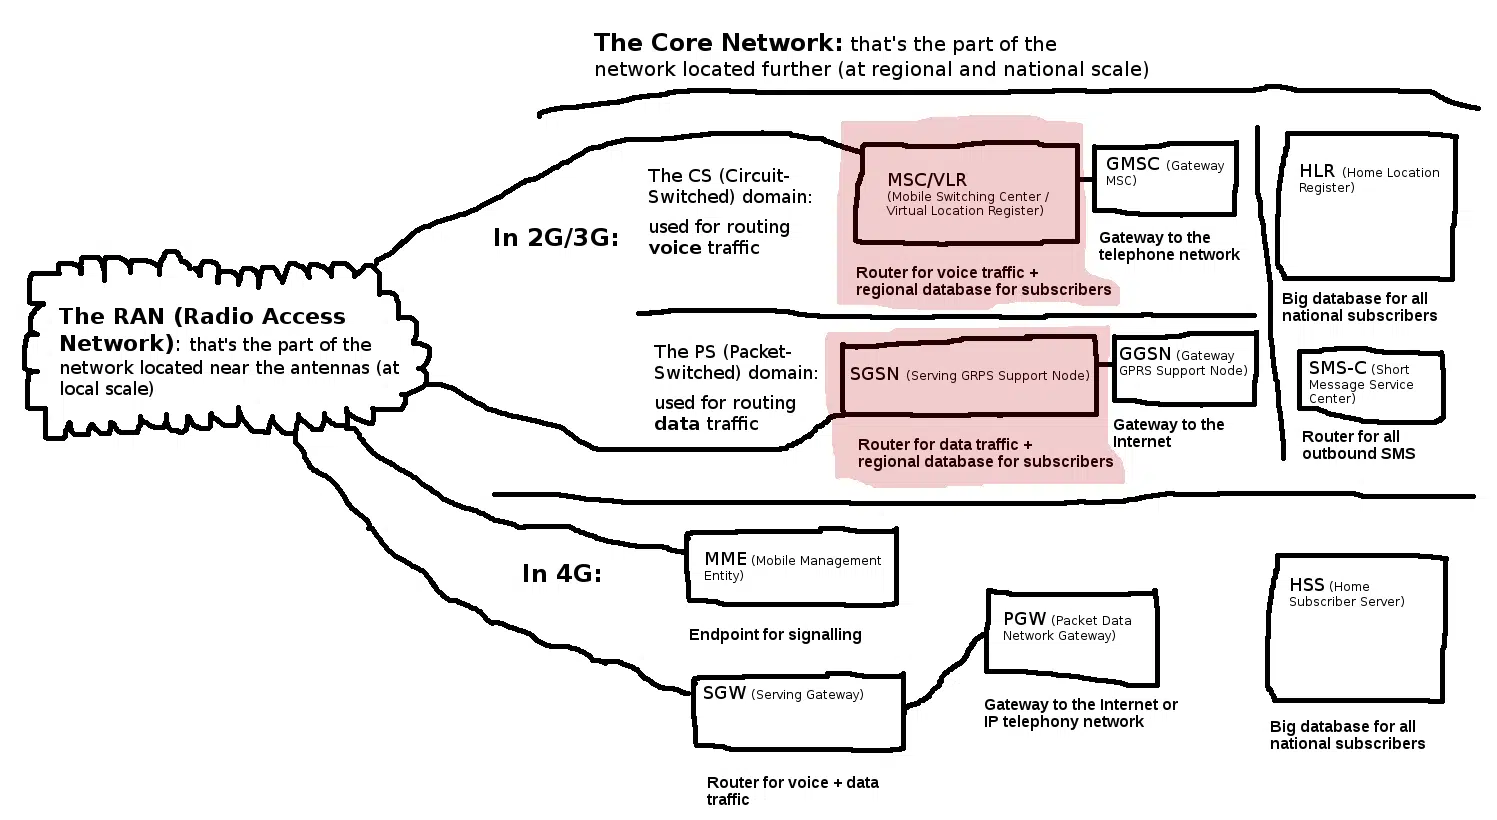 The Core Network: that's the part of the
network located further (at regional and national scale)
The CS (Circuit-
Switched) domain:
used for routing
voice traffic
In 2G/3G:
MSC/VLR
(Mobile Switching Center /
Virtual Location Register)
Router for voice traffic +
regional database for subscribers
GMSC (Gateway
MSC)
Gateway to the
telephone network
HLR (Home Location
Register)
Big database for all
national subscribers
The RAN (Radio Access
Network): that's the part of the
network located near the antennas (at
local scale)
The PS (Packet-
Switched) domain:
used for routing
data traffic
SGSN (Serving GRPS Support Node)
Router for data traffic +
regional database for subscribers
GGSN (Gateway
GPRS Support Node)
Gateway to the
Internet
SMS-C (Short
Message Service
Center)
Router for all
outbound SMS
In 4G:
MME (Mobile Management
Entity)
Endpoint for signalling
SGW (Serving Gateway)
Router for voice + data
traffic
PGW (Packet Data
Network Gateway)
Gateway to the Internet or
IP telephony network
HSS (Home
Subscriber Server)
Big database for all
national subscribers